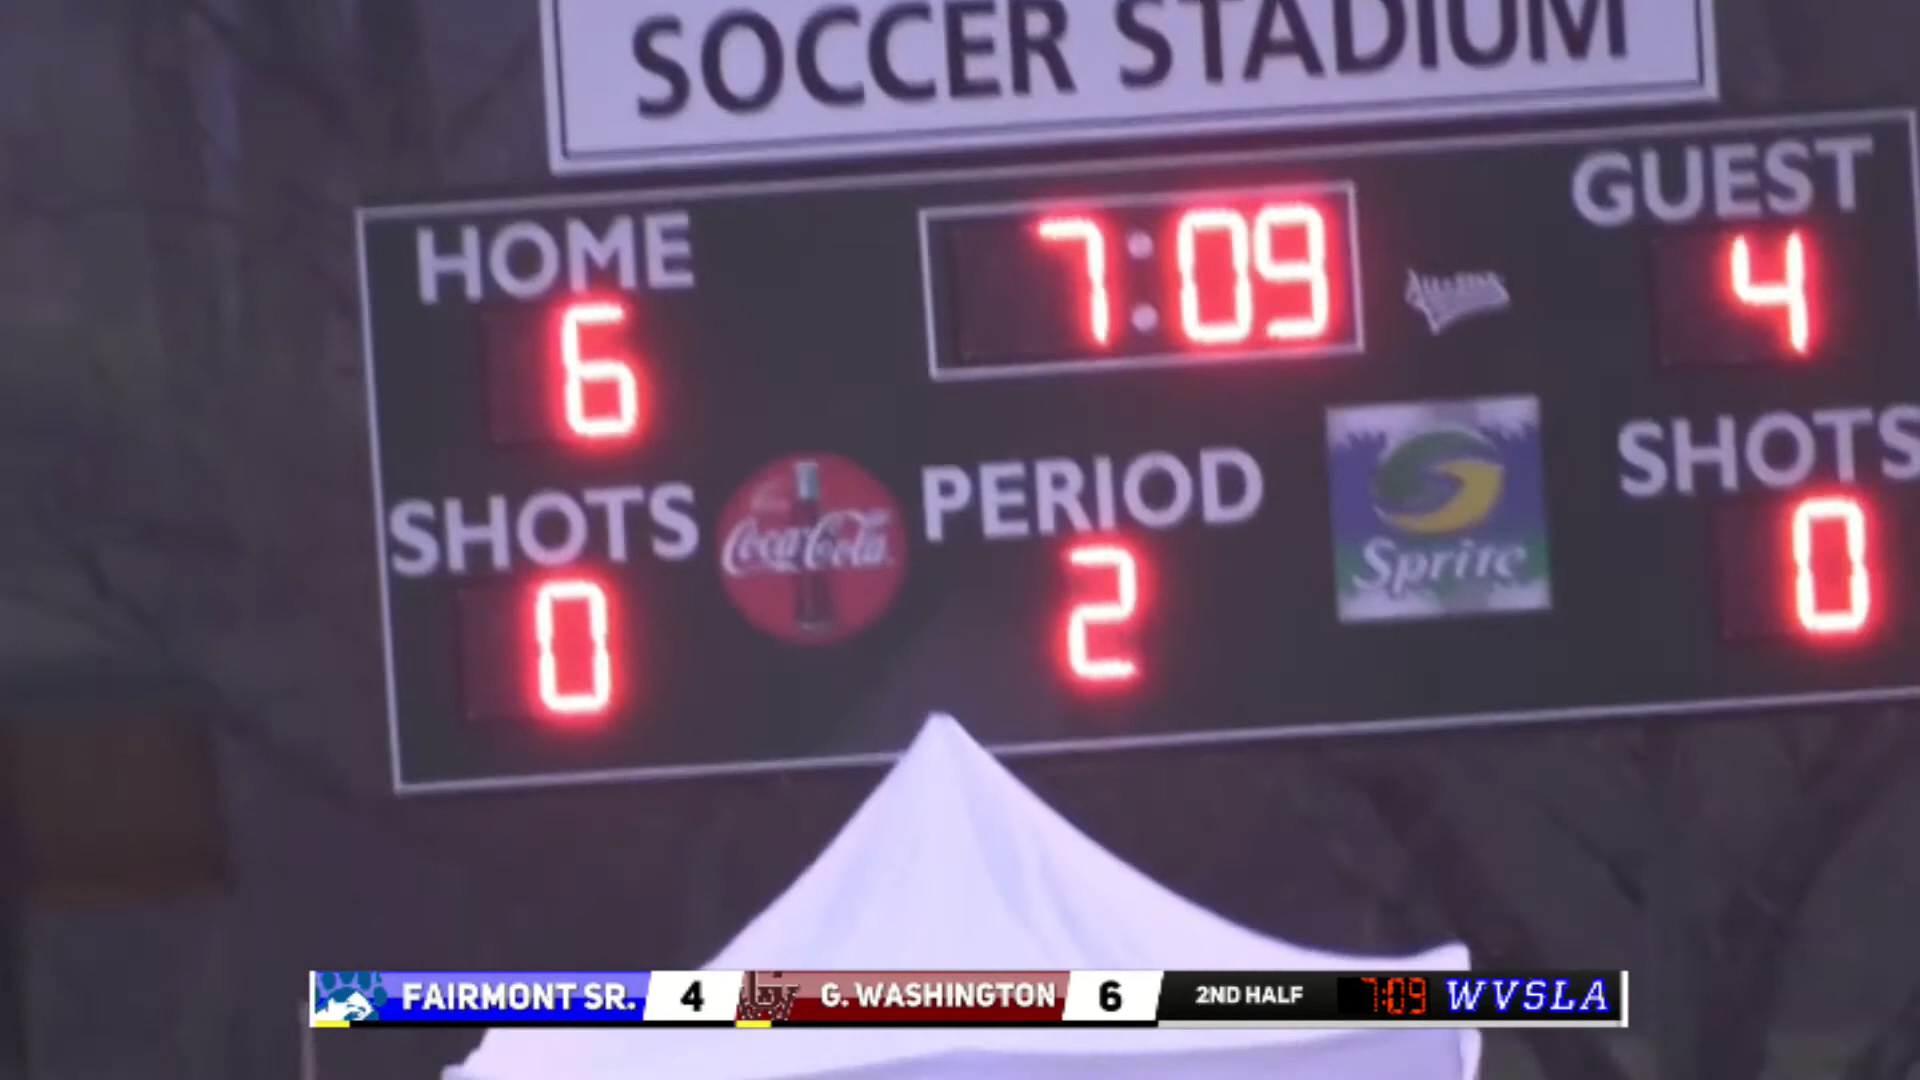 SOCCER STADIUM
HOME
7:09
GUEST
6
4
SHOTS
Coca-Cola
PERIOD
Sprite
SHOTS
0
2
0
FAIRMONT SR. 4 G. WASHINGTON 6 2ND HALF 7:09 WVSLA